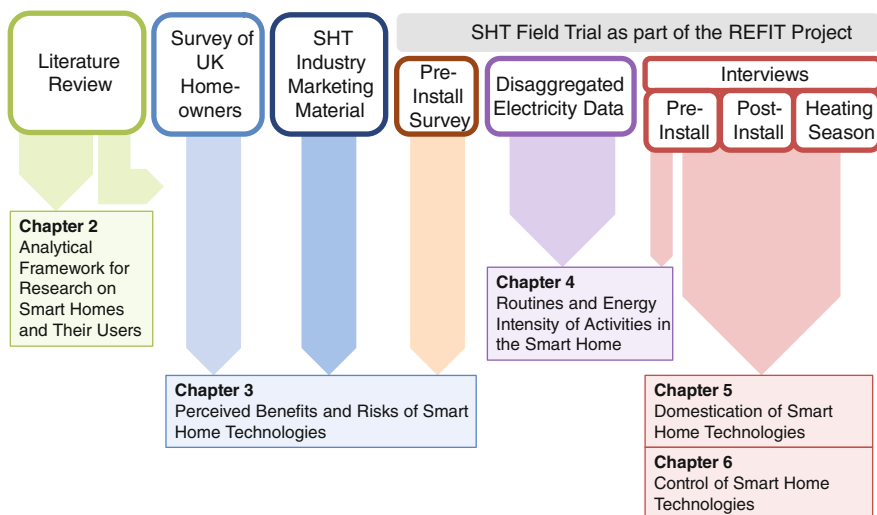 Literature
Review
Survey of
UK
Home-
owners
SHT
Industry
Marketing
Material
SHT Field Trial as part of the REFIT Project
Pre-
Install
Survey
Disaggregated
Electricity Data
Interviews
Pre-
Install
Post-
Install
Heating
Season
Chapter 2
Analytical
Framework for
Research on
Smart Homes
and Their Users
Chapter 4
Routines and Energy
Intensity of Activities in
the Smart Home
Chapter 3
Perceived Benefits and Risks of Smart
Home Technologies
Chapter 5
Domestication of Smart
Home Technologies
Chapter 6
Control of Smart Home
Technologies